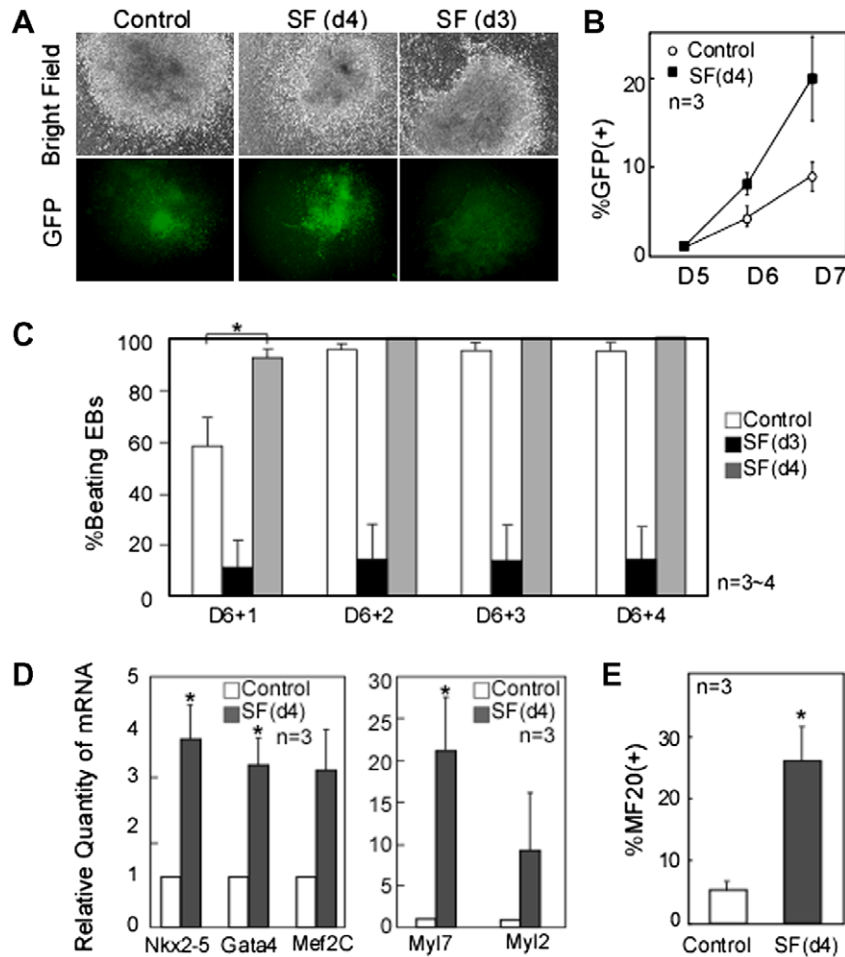 A
Control
SF (d4)
SF (d3)
Bright Field
GFP
B
Control
SF(d4)
n=3
%GFP(+)
20
10
0
D5
D6
D7
C
*
%Beating EBs
100
80
60
40
20
0
D6+1
D6+2
D6+3
D6+4
Control
SF(d3)
SF(d4)
n=3~4
D
Relative Quantity of mRNA
5
4
3
2
1
0
Control
SF(d4)
n=3
*
*
Nkx2-5
Gata4
Mef2C
30
25
20
15
10
5
0
Control
SF(d4)
n=3
*
Myl7
Myl2
E
n=3
*
%MF20(+)
30
20
10
0
Control
SF(d4)